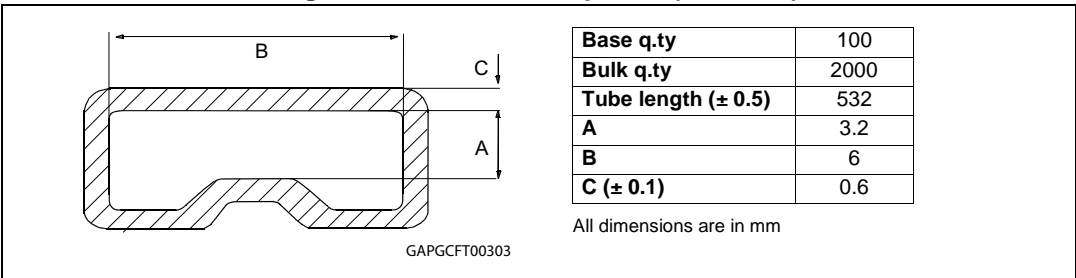 B
C
A
GAPGCFT00303
Base q.ty 100
Bulk q.ty 2000
Tube length (± 0.5) 532
A 3.2
B 6
C (± 0.1) 0.6
All dimensions are in mm